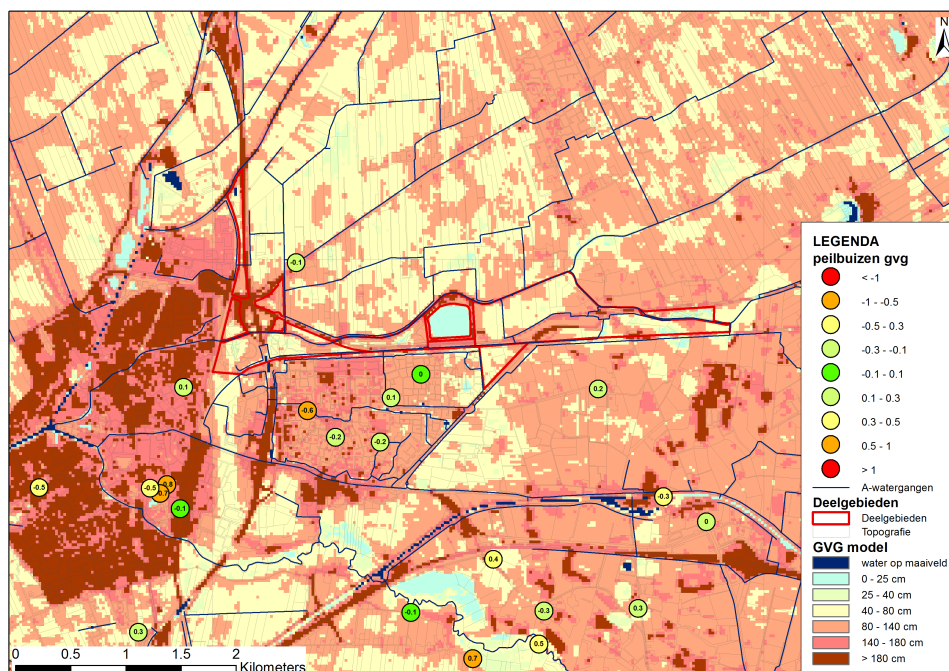 N
-0.1
0
0.1
0.1
0.2
-0.6
-0.2
-0.2
-0.5
-0.5
-0.8
0.7
-0.1
-0.3
0
0.4
-0.1
-0.3
-0.3
0.3
0.5
0.7
0 0.5 1 1.5 2
Kilometers
LEGENDA
peilbuizen gvg
< -1
-1 - -0.5
-0.5 - 0.3
-0.3 - -0.1
-0.1 - 0.1
0.1 - 0.3
0.3 - 0.5
0.5 - 1
> 1
A-watergangen
Deelgebieden
Deelgebieden
Topografie
GVG model
water op maaiveld
0 - 25 cm
25 - 40 cm
40 - 80 cm
80 - 140 cm
140 - 180 cm
> 180 cm